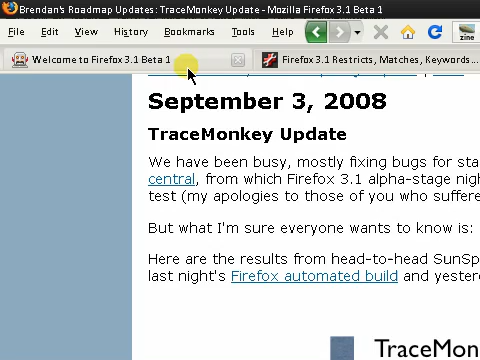 Brendan's Roadmap Updates: TraceMonkey Update - Mozilla Firefox 3.1 Beta 1
File Edit View History Bookmarks Tools Help
zine
Welcome to Firefox 3.1 Beta 1
Firefox 3.1 Restricts, Matches, Keywords...
September 3, 2008
TraceMonkey Update
We have been busy, mostly fixing bugs for sta
central, from which Firefox 3.1 alpha-stage nig
test (my apologies to those of you who suffere
But what I'm sure everyone wants to know is:
Here are the results from head-to-head SunSp
last night's Firefox automated build and yester
TraceMon